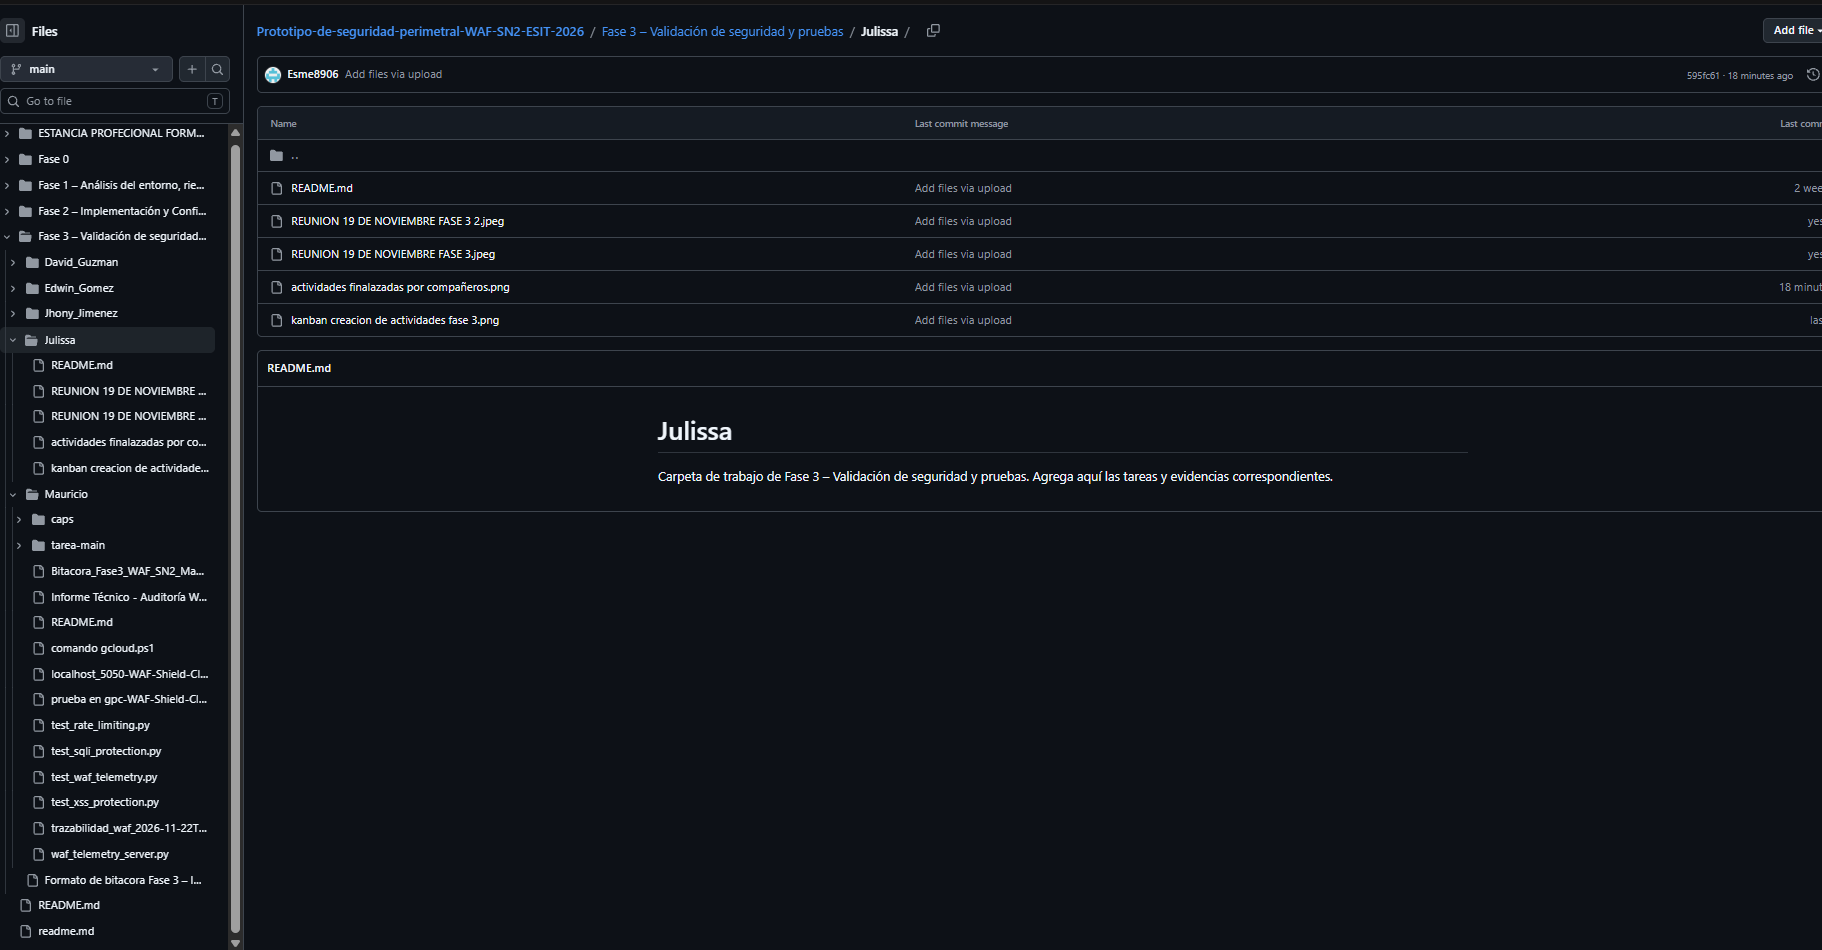 Files
main
Go to file
T
ESTANCIA PROFECIONAL FORM...
Fase 0
Fase 1 – Análisis del entorno, rie...
Fase 2 – Implementación y Confi...
Fase 3 – Validación de seguridad...
David_Guzman
Edwin_Gomez
Jhony_Jimenez
Julissa
README.md
REUNION 19 DE NOVIEMBRE ...
REUNION 19 DE NOVIEMBRE ...
actividades finalazadas por co...
kanban creacion de actividade...
Mauricio
caps
tarea-main
Bitacora_Fase3_WAF_SN2_Ma...
Informe Técnico - Auditoría W...
README.md
comando gcloud.ps1
localhost_5050-WAF-Shield-Cl...
prueba en gpc-WAF-Shield-Cl...
test_rate_limiting.py
test_sqli_protection.py
test_waf_telemetry.py
test_xss_protection.py
trazabilidad_waf_2026-11-22T...
waf_telemetry_server.py
Formato de bitacora Fase 3 – I...
README.md
readme.md
Prototipo-de-seguridad-perimetral-WAF-SN2-ESIT-2026 / Fase 3 – Validación de seguridad y pruebas / Julissa /
Add file
Esme8906 Add files via upload
595fc61 · 18 minutes ago
Name Last commit message Last comm
..
README.md Add files via upload 2 wee
REUNION 19 DE NOVIEMBRE FASE 3 2.jpeg Add files via upload yes
REUNION 19 DE NOVIEMBRE FASE 3.jpeg Add files via upload yes
actividades finalazadas por compañeros.png Add files via upload 18 minut
kanban creacion de actividades fase 3.png Add files via upload las
README.md
Julissa
Carpeta de trabajo de Fase 3 – Validación de seguridad y pruebas. Agrega aquí las tareas y evidencias correspondientes.